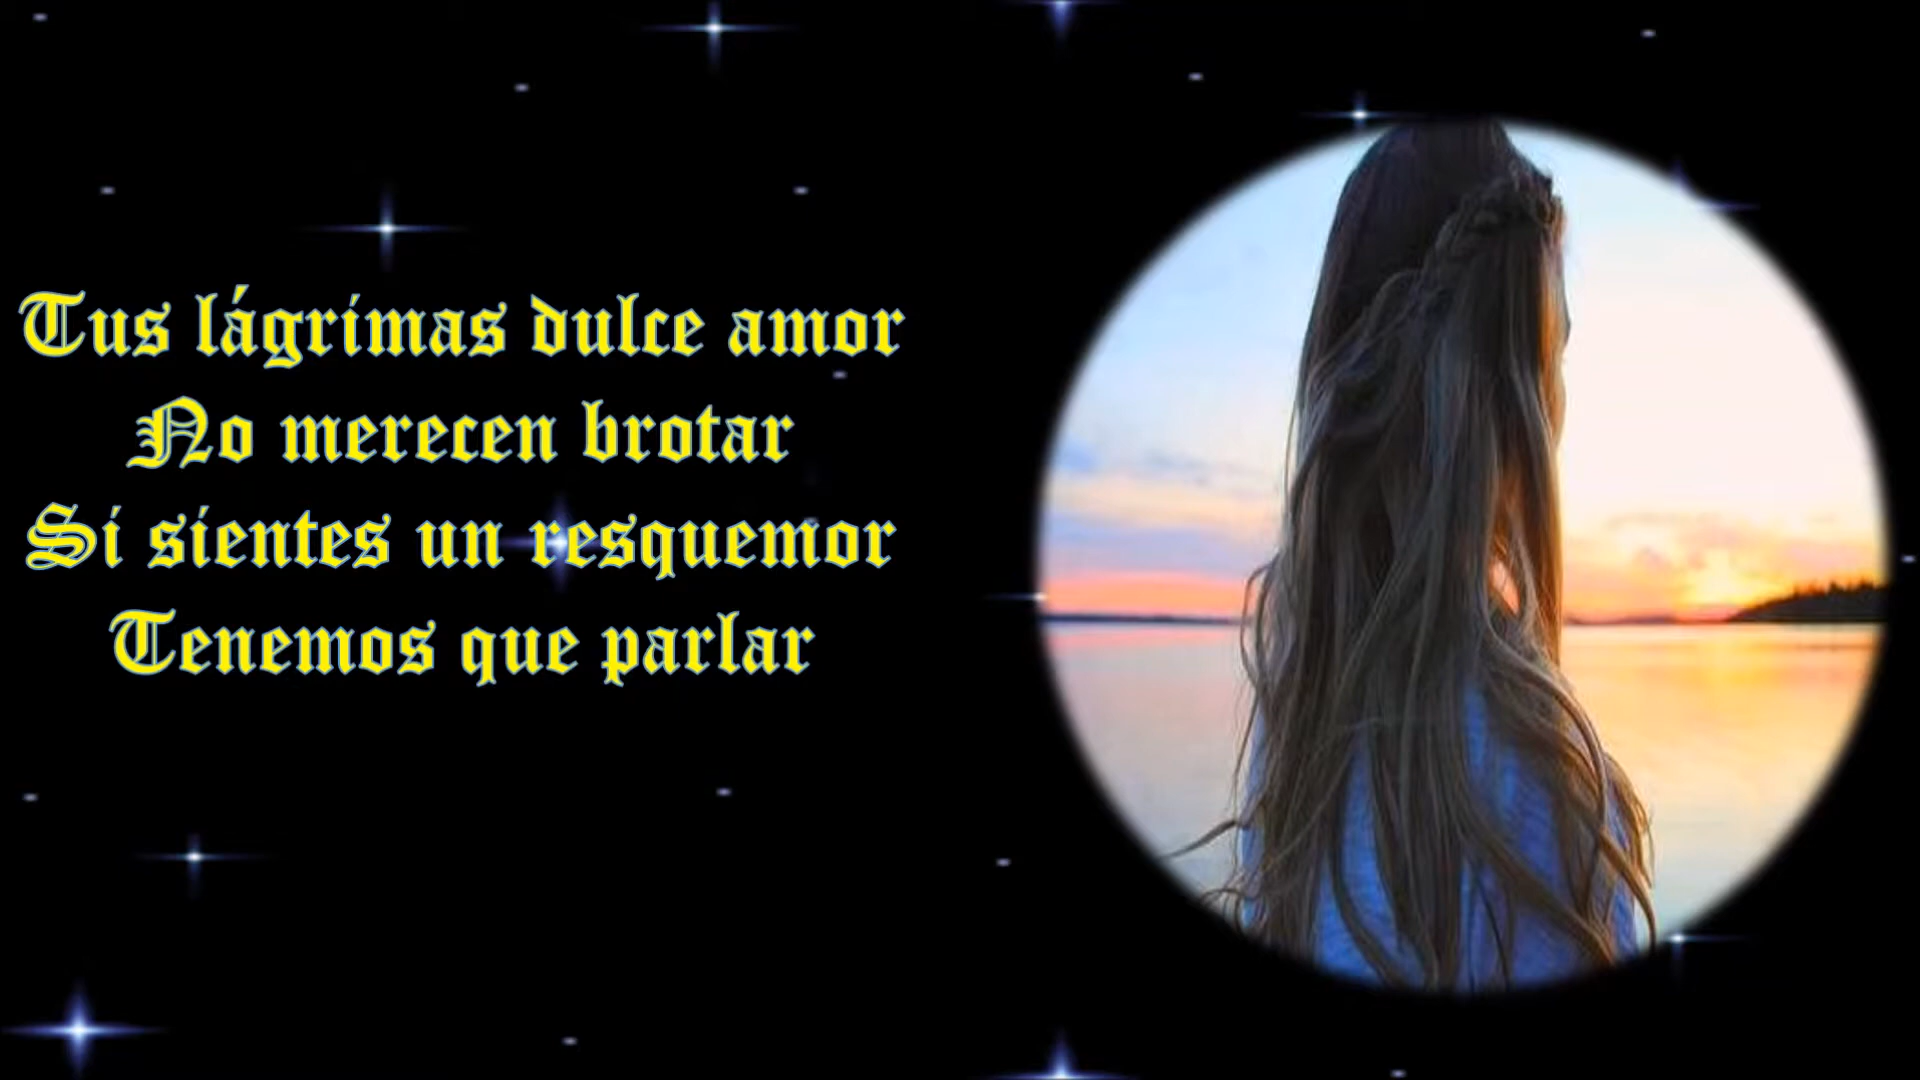 Tus lágrimas dulce amor
No merecen brotar
Si sientes un resquemor
Tenemos que parlar